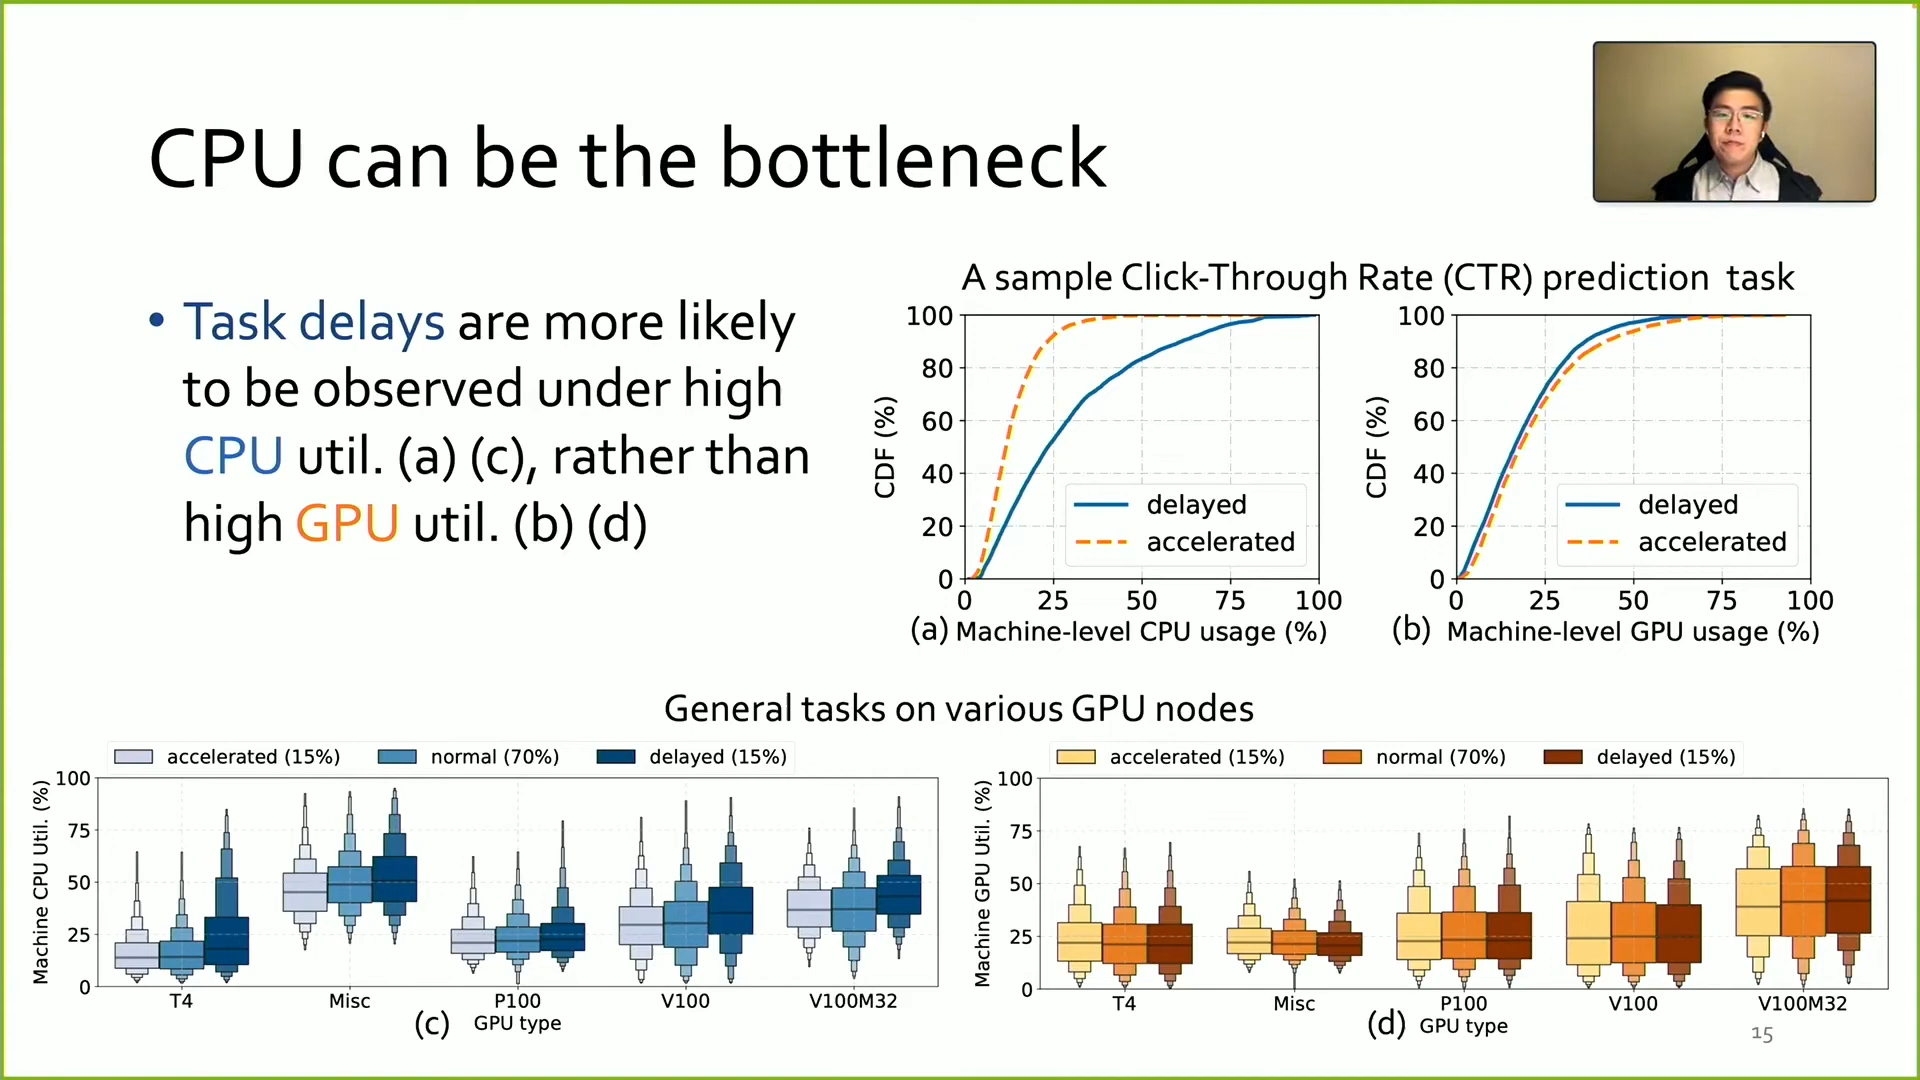 CPU can be the bottleneck
• Task delays are more likely
to be observed under high
CPU util. (a) (c), rather than
high GPU util. (b) (d)
A sample Click-Through Rate (CTR) prediction task
CDF (%)
100
80
60
40
20
0
0 25 50 75 100
delayed
accelerated
(a) Machine-level CPU usage (%)
CDF (%)
100
80
60
40
20
0
0 25 50 75 100
delayed
accelerated
(b) Machine-level GPU usage (%)
General tasks on various GPU nodes
accelerated (15%) normal (70%) delayed (15%)
Machine CPU Util. (%)
100
75
50
25
0
T4 Misc P100 V100 V100M32
(c) GPU type
accelerated (15%) normal (70%) delayed (15%)
Machine GPU Util. (%)
100
75
50
25
0
T4 Misc P100 V100 V100M32
(d) GPU type
15